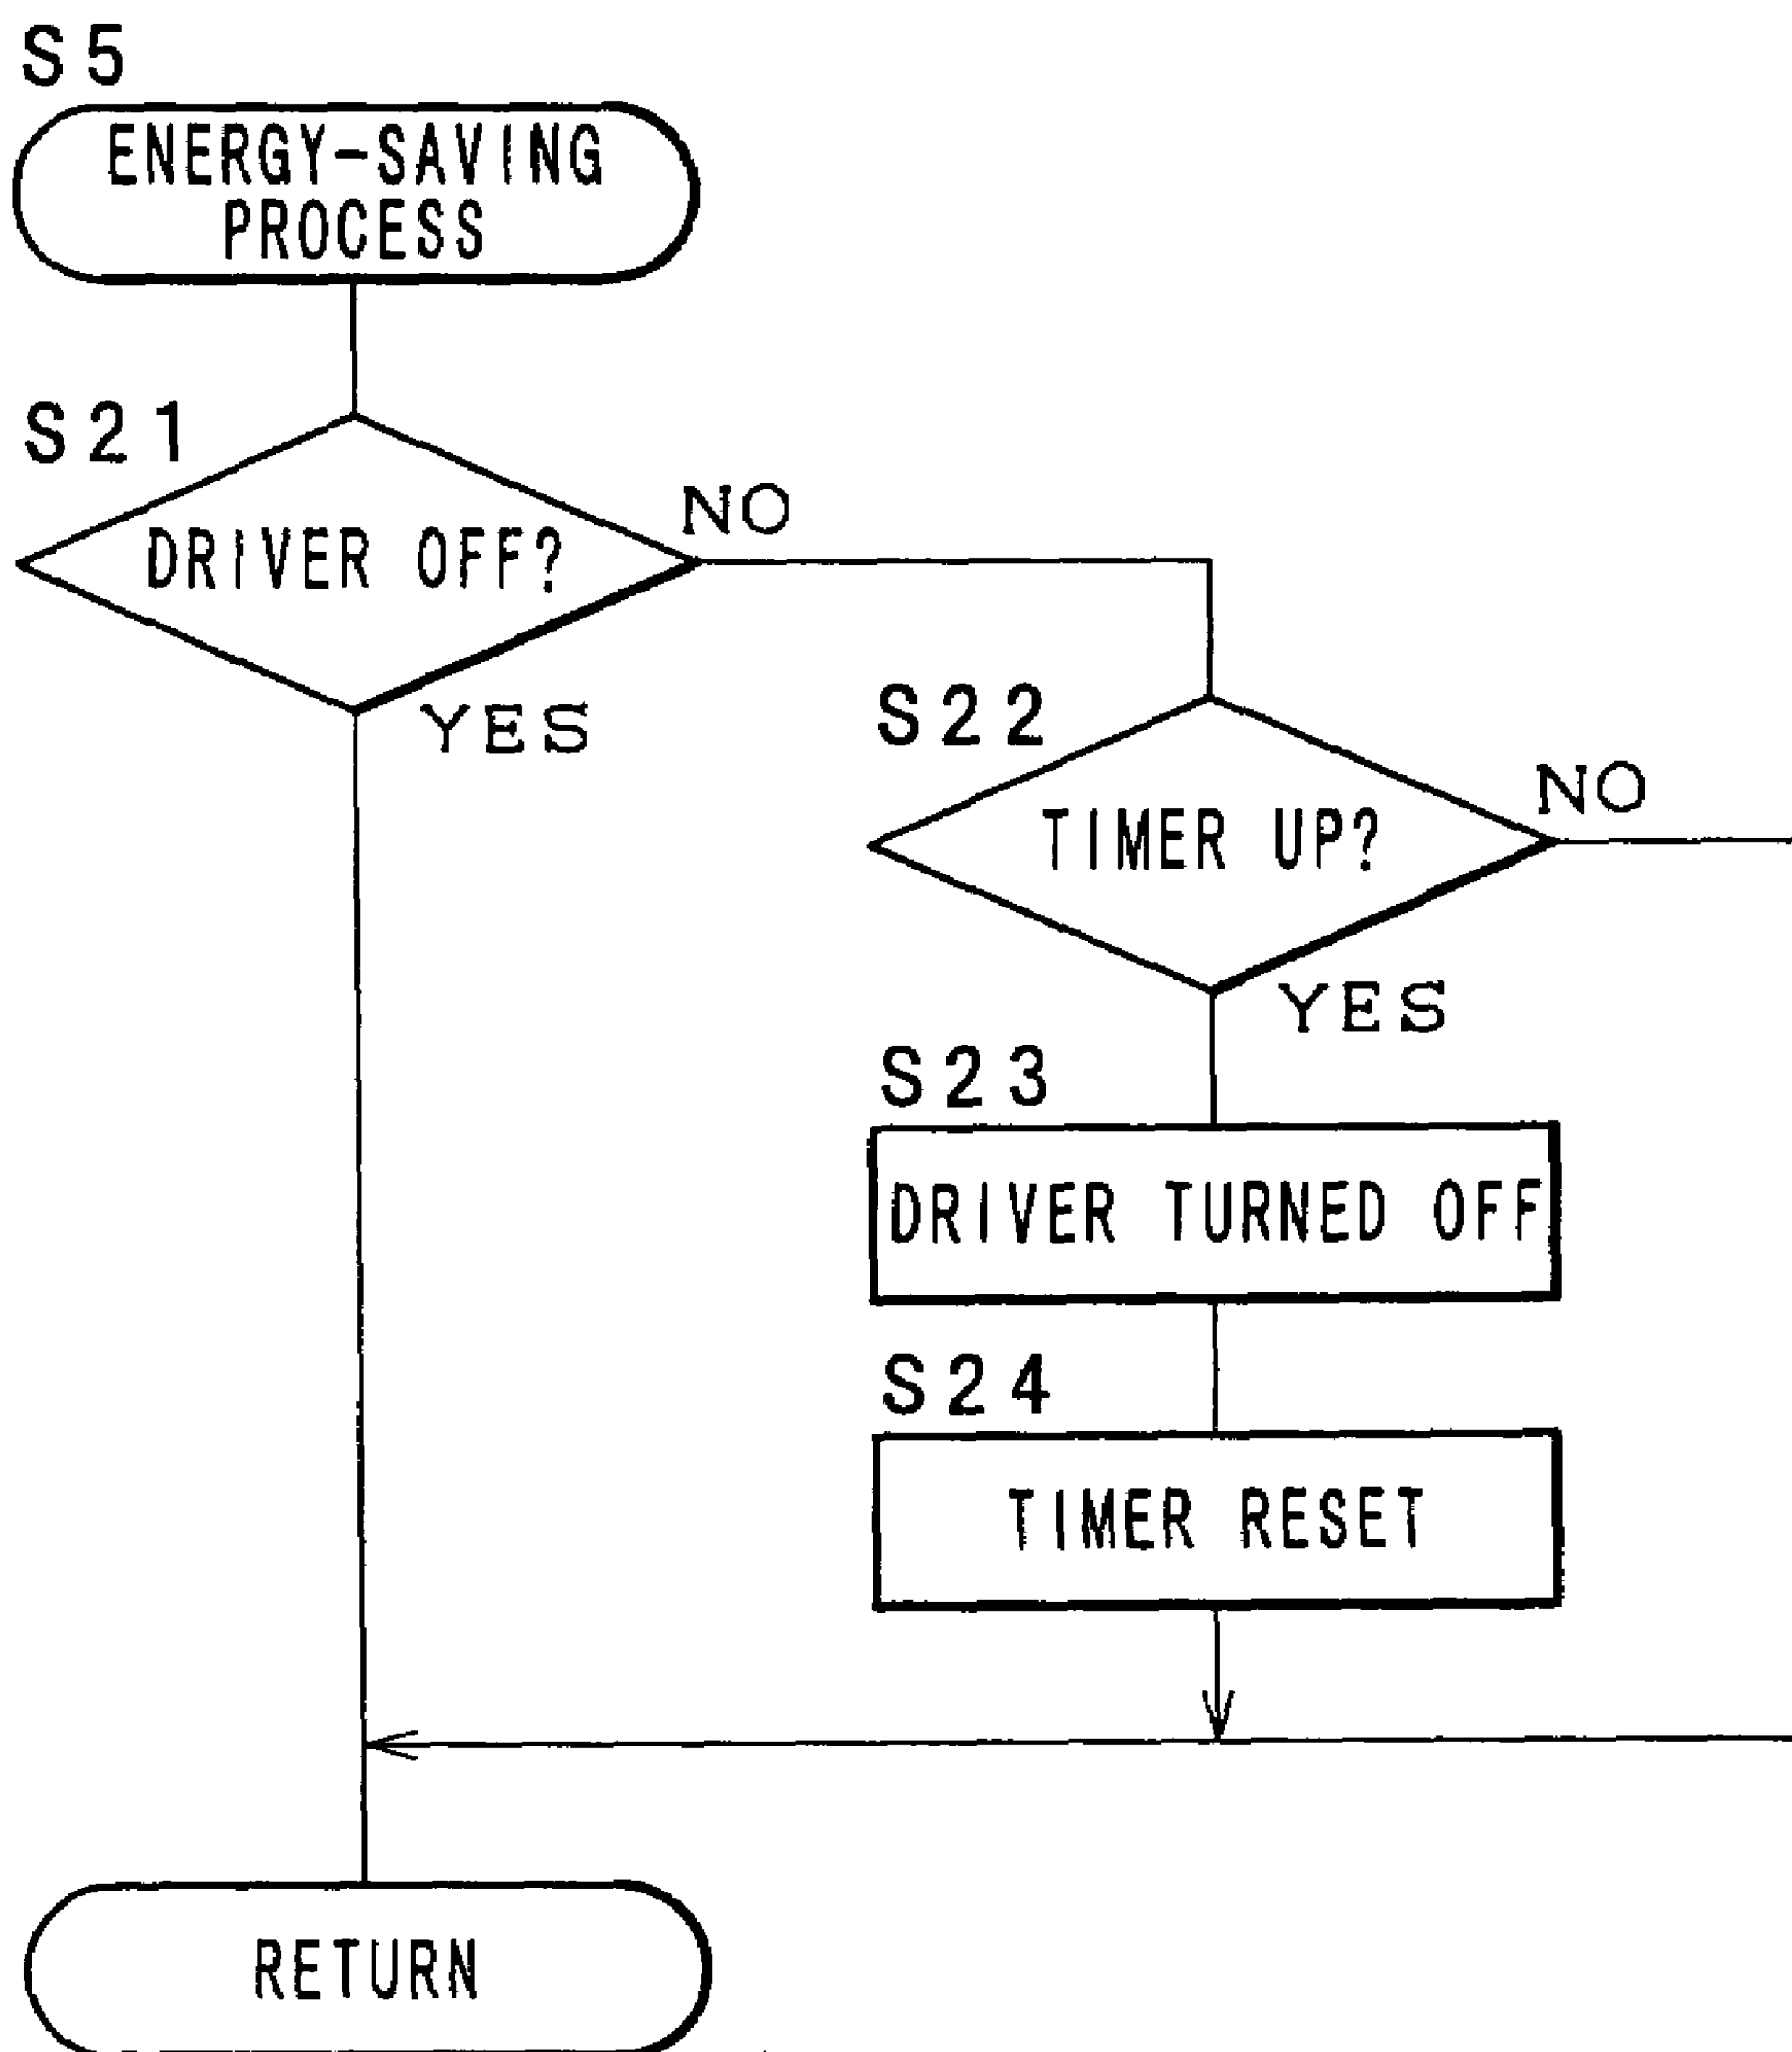 S5
ENERGY-SAVING
PROCESS
S21
DRIVER OFF?
NO
YES
S22
TIMER UP?
NO
YES
S23
DRIVER TURNED OFF
S24
TIMER RESET
RETURN